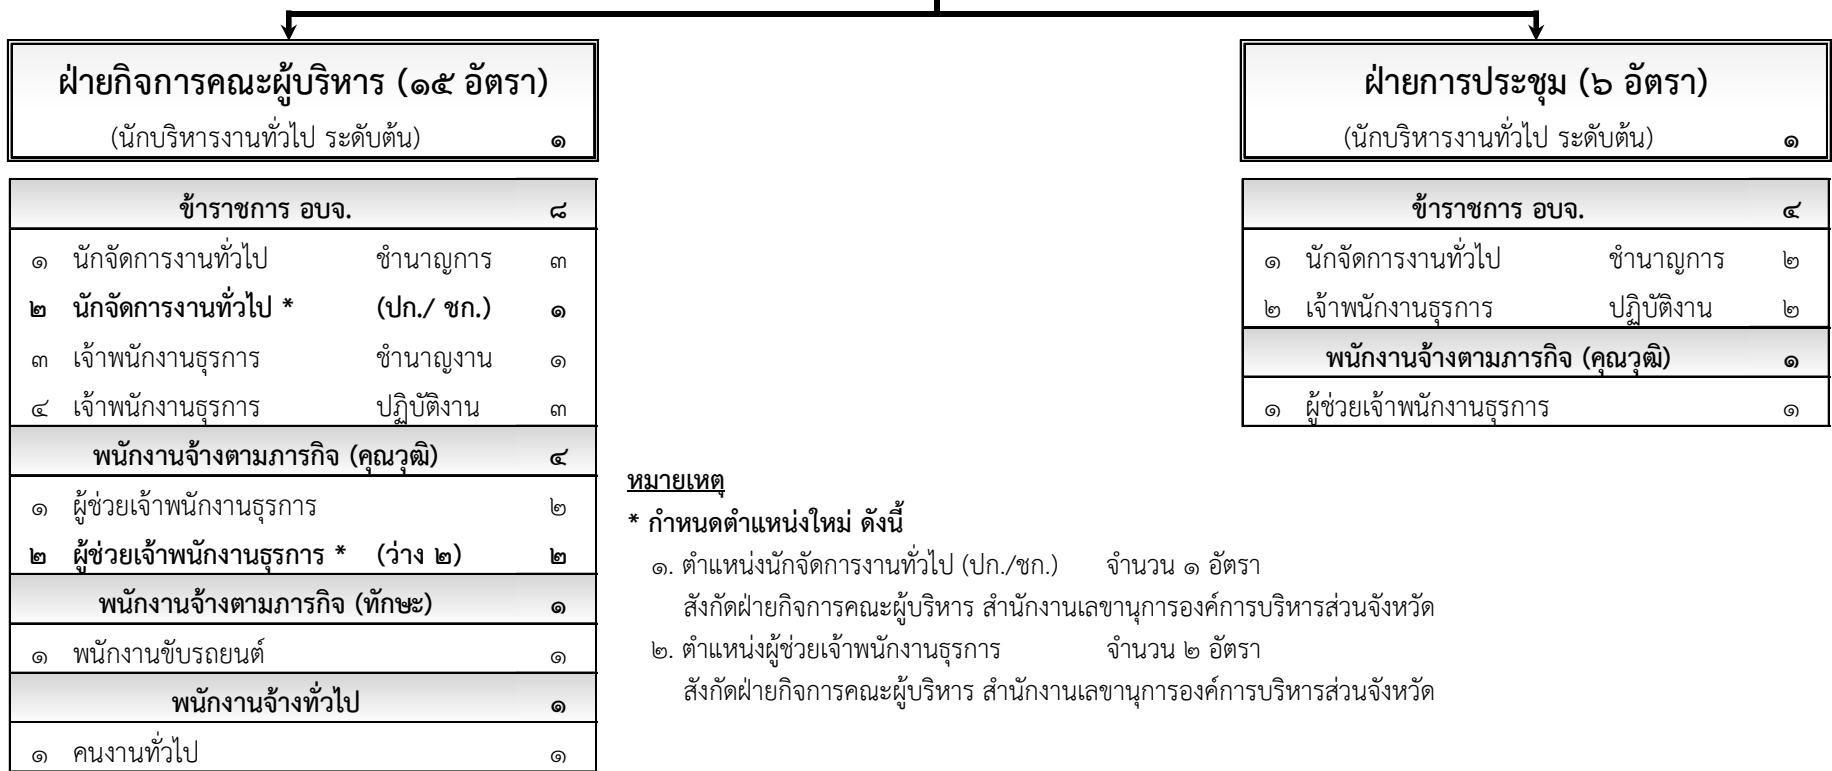 ฝ่ายกิจการคณะผู้บริหาร (๑๕ อัตรา)
(นักบริหารงานทั่วไป ระดับต้น) ๑
ข้าราชการ อบจ. ๘
๑ นักจัดการงานทั่วไป ชำนาญการ ๓
๒ นักจัดการงานทั่วไป * (ปก./ ชก.) ๑
๓ เจ้าพนักงานธุรการ ชำนาญงาน ๑
๔ เจ้าพนักงานธุรการ ปฏิบัติงาน ๓
พนักงานจ้างตามภารกิจ (คุณวุฒิ) ๔
๑ ผู้ช่วยเจ้าพนักงานธุรการ ๒
๒ ผู้ช่วยเจ้าพนักงานธุรการ * (ว่าง ๒) ๒
พนักงานจ้างตามภารกิจ (ทักษะ) ๑
๑ พนักงานขับรถยนต์ ๑
พนักงานจ้างทั่วไป ๑
๑ คนงานทั่วไป ๑
ฝ่ายการประชุม (๖ อัตรา)
(นักบริหารงานทั่วไป ระดับต้น) ๑
ข้าราชการ อบจ. ๔
๑ นักจัดการงานทั่วไป ชำนาญการ ๒
๒ เจ้าพนักงานธุรการ ปฏิบัติงาน ๒
พนักงานจ้างตามภารกิจ (คุณวุฒิ) ๑
๑ ผู้ช่วยเจ้าพนักงานธุรการ ๑
หมายเหตุ
* กำหนดตำแหน่งใหม่ ดังนี้
๑. ตำแหน่งนักจัดการงานทั่วไป (ปก./ชก.) จำนวน ๑ อัตรา
สังกัดฝ่ายกิจการคณะผู้บริหาร สำนักงานเลขานุการองค์การบริหารส่วนจังหวัด
๒. ตำแหน่งผู้ช่วยเจ้าพนักงานธุรการ จำนวน ๒ อัตรา
สังกัดฝ่ายกิจการคณะผู้บริหาร สำนักงานเลขานุการองค์การบริหารส่วนจังหวัด